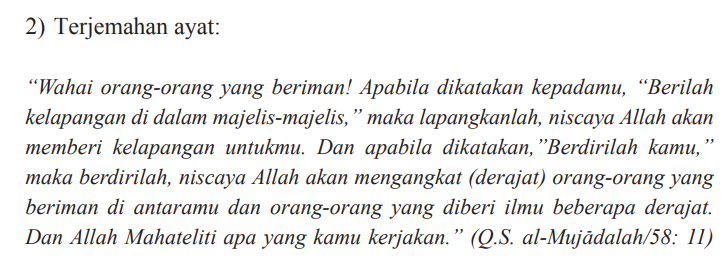 2) Terjemahan ayat:
“Wahai orang-orang yang beriman! Apabila dikatakan kepadamu, “Berilah
kelapangan di dalam majelis-majelis,” maka lapangkanlah, niscaya Allah akan
memberi kelapangan untukmu. Dan apabila dikatakan,”Berdirilah kamu,”
maka berdirilah, niscaya Allah akan mengangkat (derajat) orang-orang yang
beriman di antaramu dan orang-orang yang diberi ilmu beberapa derajat.
Dan Allah Mahateliti apa yang kamu kerjakan.” (Q.S. al-Mujādalah/58: 11)